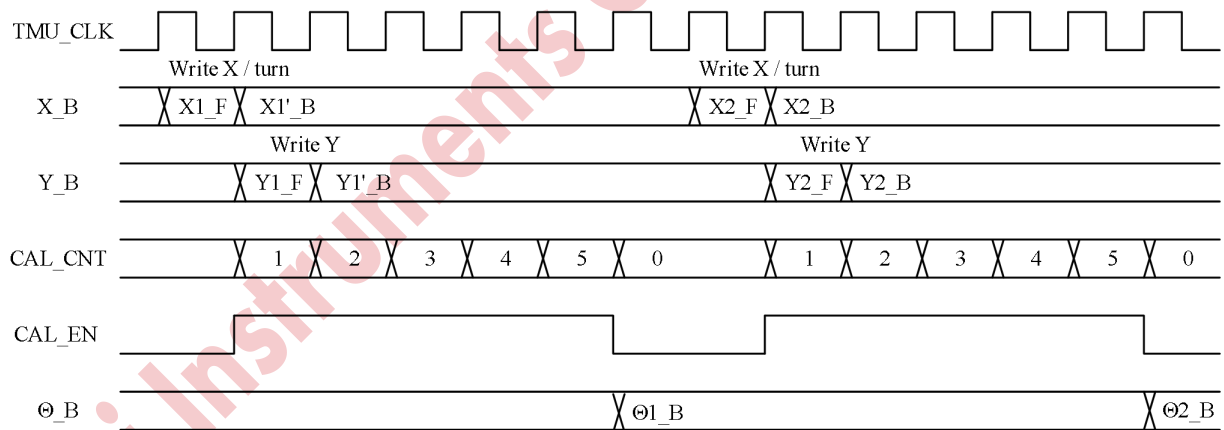 TMU_CLK
Write X / turn Write X / turn
X_B X1_F X1'_B X2_F X2_B
Write Y Write Y
Y_B Y1_F Y1'_B Y2_F Y2_B
CAL_CNT 1 2 3 4 5 0 1 2 3 4 5 0
CAL_EN
Θ_B Θ1_B Θ2_B
i Instruments C